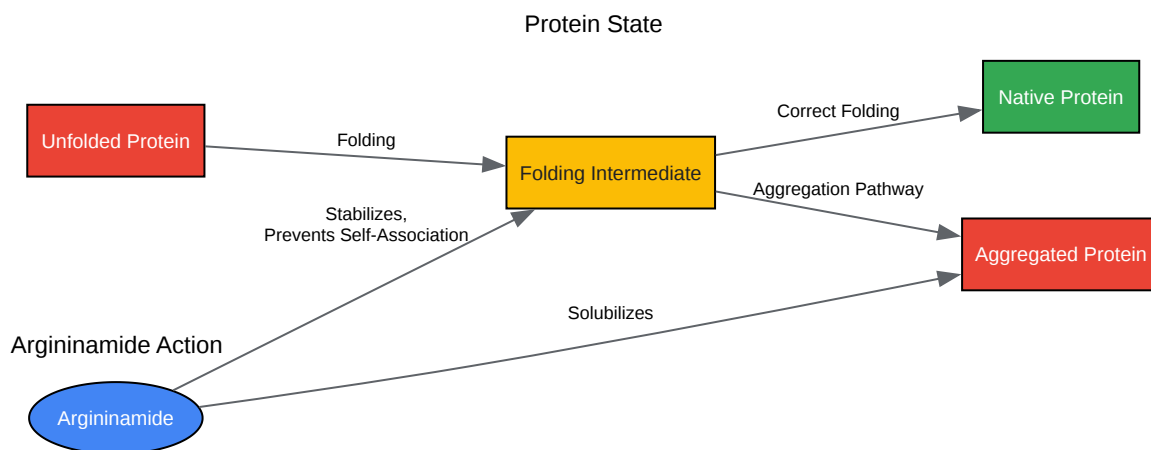 Protein State
Native Protein
Correct Folding
Unfolded Protein
Folding
Folding Intermediate
Aggregation Pathway
Stabilizes,
Prevents Self-Association
Aggregated Protein
Solubilizes
Argininamide Action
Argininamide